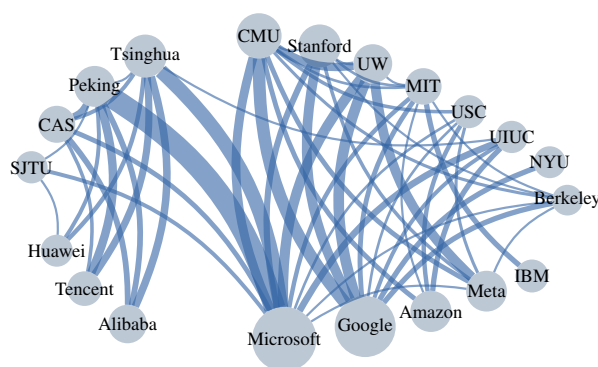 CMU
Stanford
Tsinghua
UW
Peking
MIT
USC
CAS
UIUC
NYU
SJTU
Berkeley
Huawei
IBM
Tencent
Meta
Amazon
Alibaba
Google
Microsoft